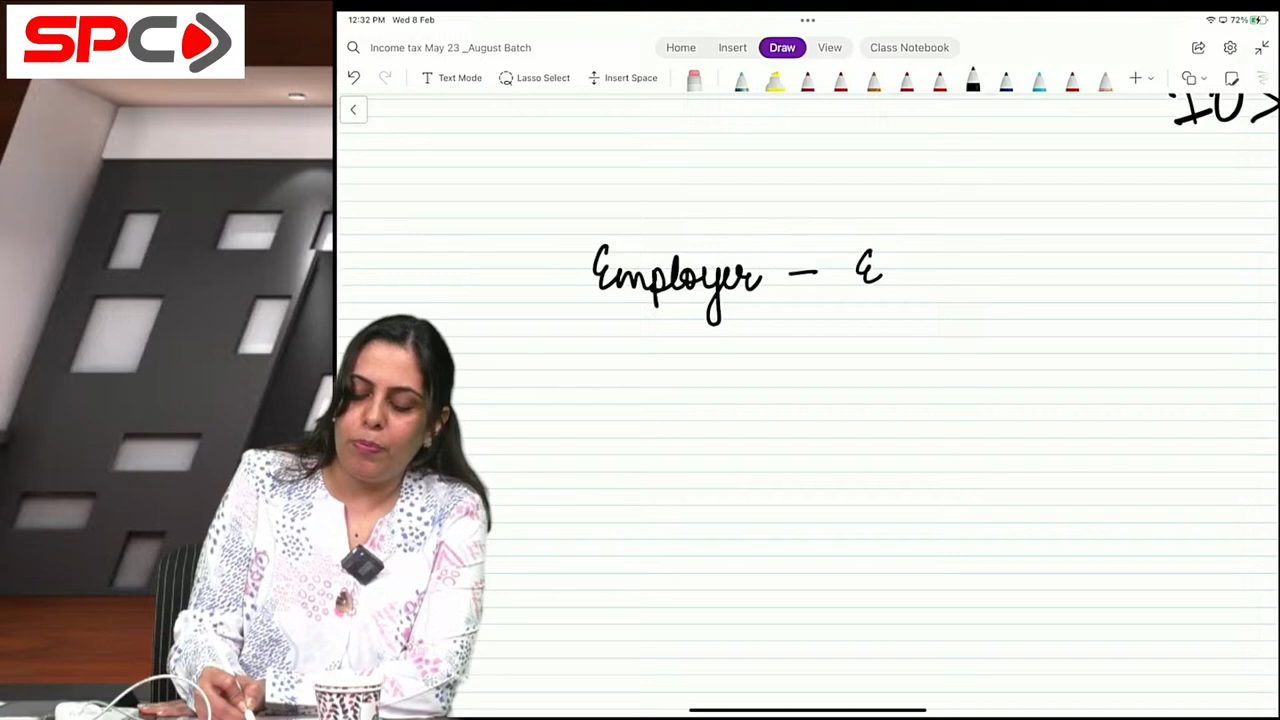 SPC
12:32 PM Wed 8 Feb
72%
Income tax May 23 _August Batch
Home Insert Draw View Class Notebook
Text Mode Lasso Select Insert Space
Employer – E